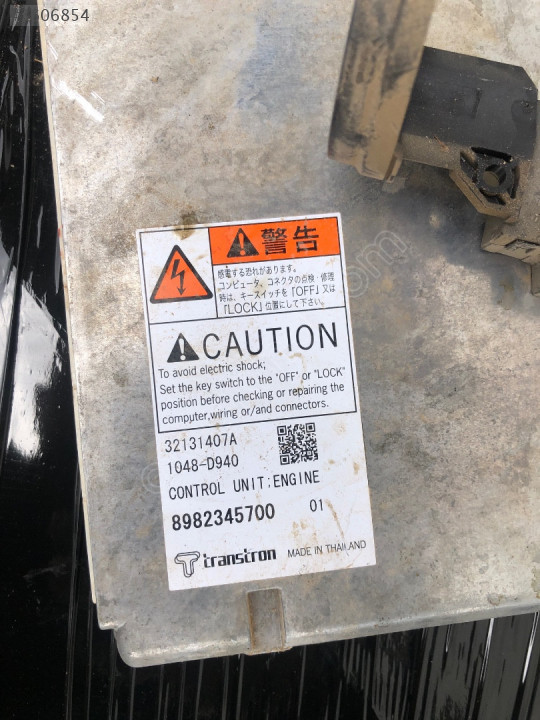 506854
警告
感電する恐れがあります。
コンピュータ、コネクタの点検・修理
時は、キースイッチを「OFF」又は
「LOCK」位置にして下さい。
CAUTION
To avoid electric shock;
Set the key switch to the "OFF" or "LOCK"
position before checking or repairing the
computer,wiring or/and connectors.
32131407A
1048-D940
CONTROL UNIT:ENGINE
8982345700 01
transtron MADE IN THAILAND